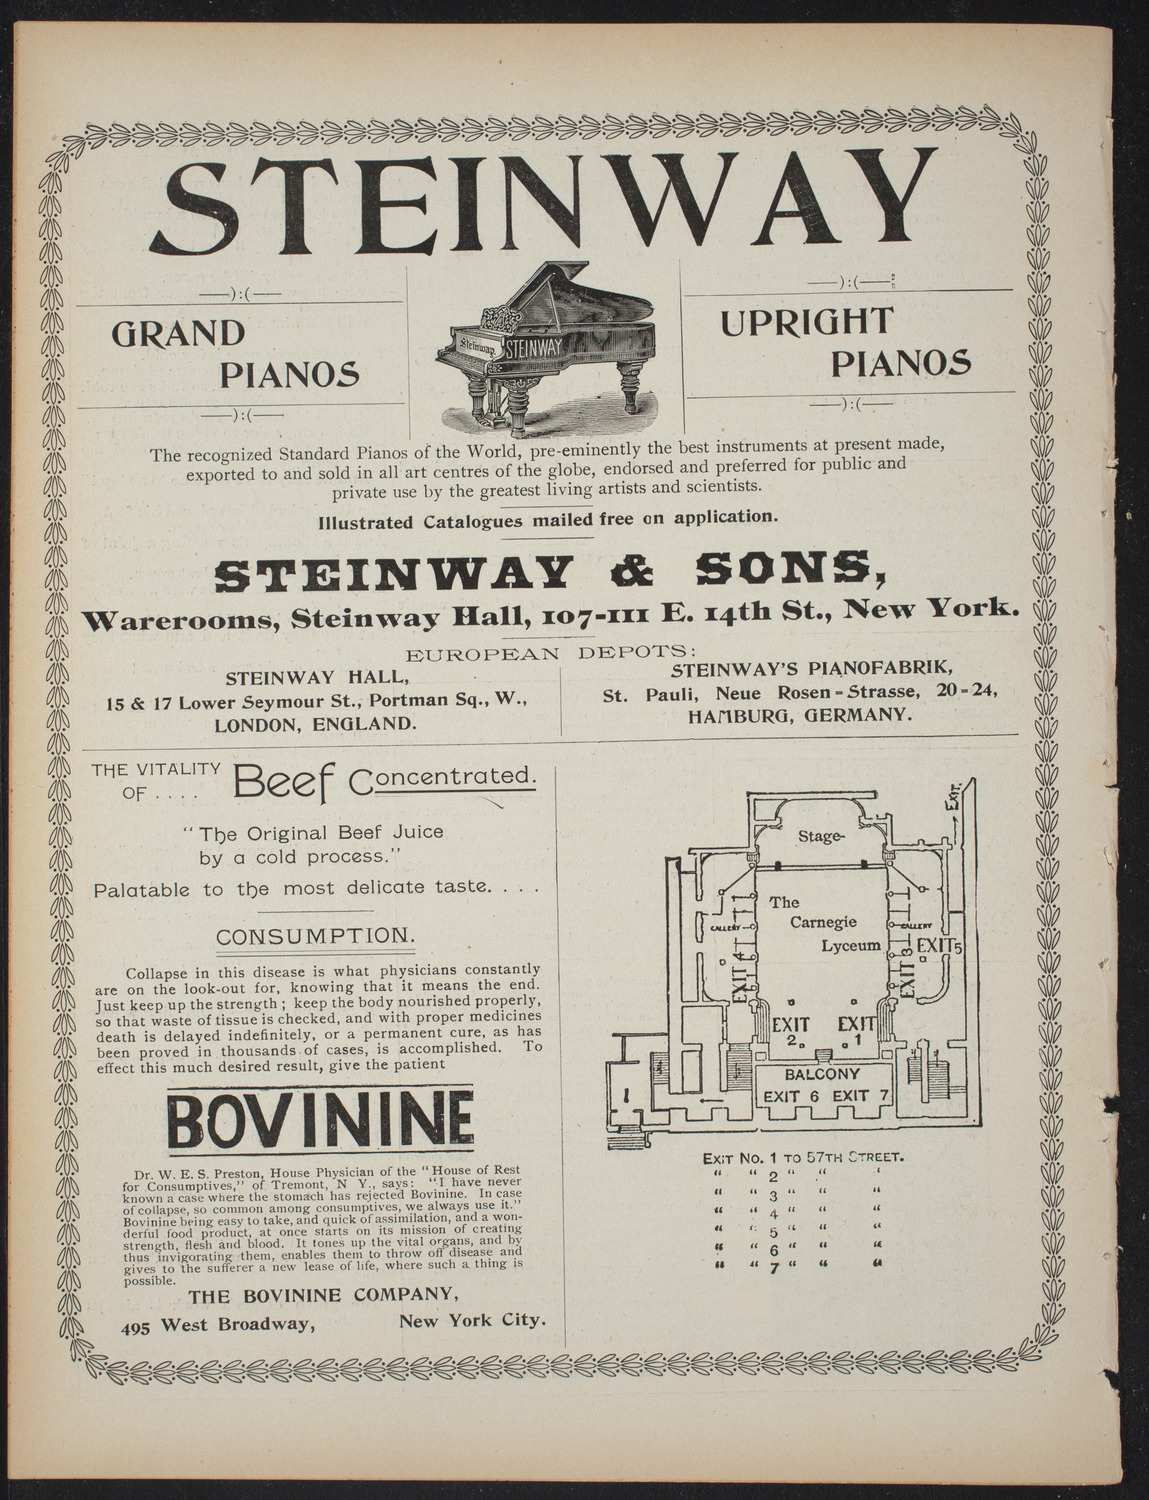 STEINWAY
GRAND
PIANOS
Steinway
STEINWAY
UPRIGHT
PIANOS
The recognized Standard Pianos of the World, pre-eminently the best instruments at present made,
exported to and sold in all art centres of the globe, endorsed and preferred for public and
private use by the greatest living artists and scientists.
Illustrated Catalogues mailed free on application.
STEINWAY & SONS,
Warerooms, Steinway Hall, 107-111 E. 14th St., New York.
EUROPEAN DEPOTS:
STEINWAY HALL,
15 & 17 Lower Seymour St., Portman Sq., W.,
LONDON, ENGLAND.
STEINWAY'S PIANOFABRIK,
St. Pauli, Neue Rosen-Strasse, 20-24,
HAMBURG, GERMANY.
THE VITALITY
OF . . . .
Beef Concentrated.
"The Original Beef Juice
by a cold process."
Palatable to the most delicate taste. . . .
CONSUMPTION.
Collapse in this disease is what physicians constantly
are on the look-out for, knowing that it means the end.
Just keep up the strength; keep the body nourished properly,
so that waste of tissue is checked, and with proper medicines
death is delayed indefinitely, or a permanent cure, as has
been proved in thousands of cases, is accomplished. To
effect this much desired result, give the patient
BOVININE
Dr. W. E. S. Preston, House Physician of the "House of Rest
for Consumptives," of Tremont, N Y., says: "I have never
known a case where the stomach has rejected Bovinine. In case
of collapse, so common among consumptives, we always use it."
Bovinine being easy to take, and quick of assimilation, and a won-
derful food product, at once starts on its mission of creating
strength, flesh and blood. It tones up the vital organs, and by
thus invigorating them, enables them to throw off disease and
gives to the sufferer a new lease of life, where such a thing is
possible.
THE BOVININE COMPANY,
495 West Broadway, New York City.
EXIT.
Stage-
The
Carnegie
Lyceum
GALLERY
GALLERY
EXIT 4
EXIT 3
EXIT 5
EXIT
2
EXIT
1
BALCONY
EXIT 6 EXIT 7
EXIT NO. 1 TO 57TH STREET.
" " 2 " " "
" " 3 " " "
" " 4 " " "
" " 5 " " "
" " 6 " " "
" " 7 " " "